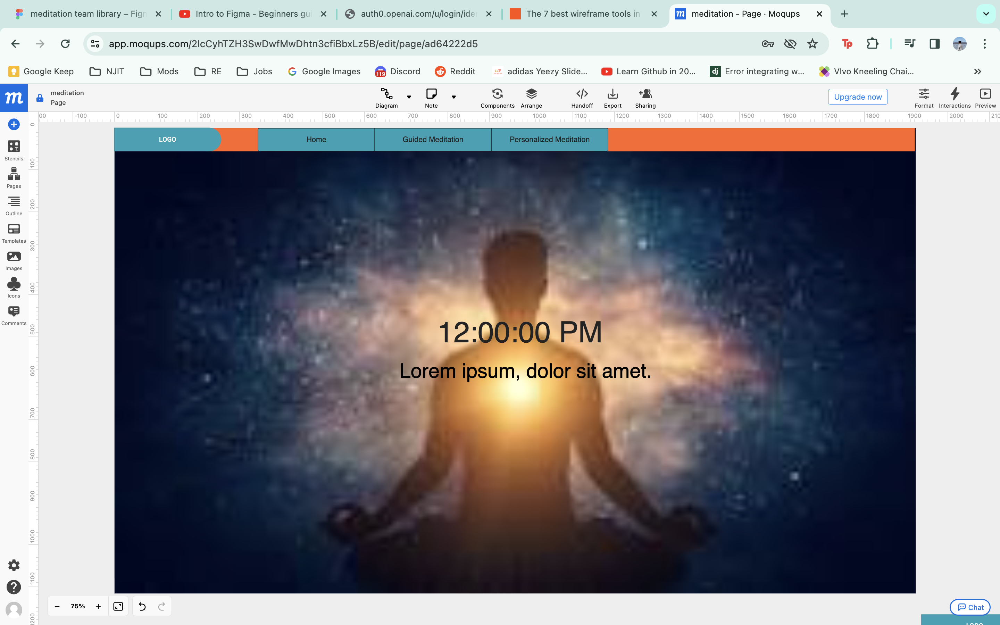 meditation team library – Fig
Intro to Figma - Beginners gui
auth0.openai.com/u/login/ide
The 7 best wireframe tools in
m
meditation - Page · Moqups
app.moqups.com/2IcCyhTZH3SwDwfMwDhtn3cfiBbxLz5B/edit/page/ad64222d5
Tp
Google Keep
NJIT
Mods
RE
Jobs
Google Images
119
Discord
Reddit
adidas Yeezy Slide...
Learn Github in 20...
dj
Error integrating w...
VIvo Kneeling Chai...
m
meditation
Page
Diagram
Note
Components
Arrange
Handoff
Export
Sharing
Upgrade now
Format
Interactions
Preview
00 -100 0 100 200 300 400 500 600 700 800 900 1000 1100 1200 1300 1400 1500 1600 1700 1800 1900 2000 210
0 100 200 300 400 500 600 700 800 900 1000 1100 1200
Stencils
Pages
Outline
Templates
Images
Icons
Comments
LOGO
Home
Guided Meditation
Personalized Meditation
12:00:00 PM
Lorem ipsum, dolor sit amet.
75%
Chat